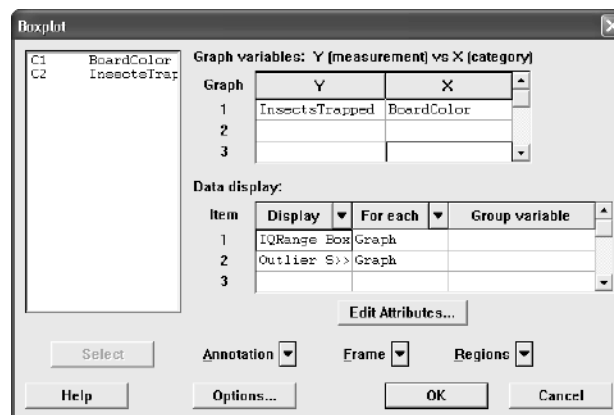 Boxplot
C1 BoardColor
C2 InsectsTrap
Graph variables: Y (measurement) vs X (category)
Graph Y X
1 InsectsTrapped BoardColor
2
3
Data display:
Item Display For each Group variable
1 IQRange Box Graph
2 Outlier S>> Graph
3
Edit Attributes...
Select Annotation Frame Regions
Help Options... OK Cancel